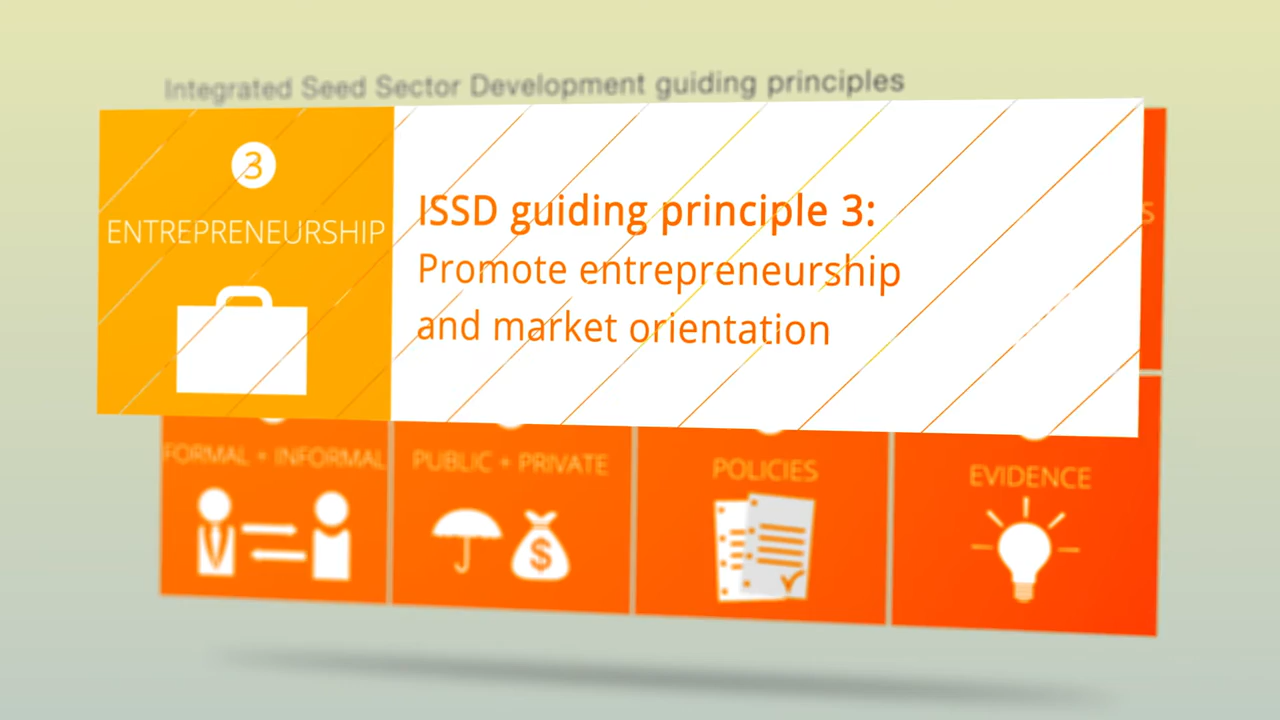 Integrated Seed Sector Development guiding principles
3
ENTREPRENEURSHIP
ISSD guiding principle 3:
Promote entrepreneurship
and market orientation
S
FORMAL + INFORMAL
PUBLIC + PRIVATE
POLICIES
EVIDENCE
$